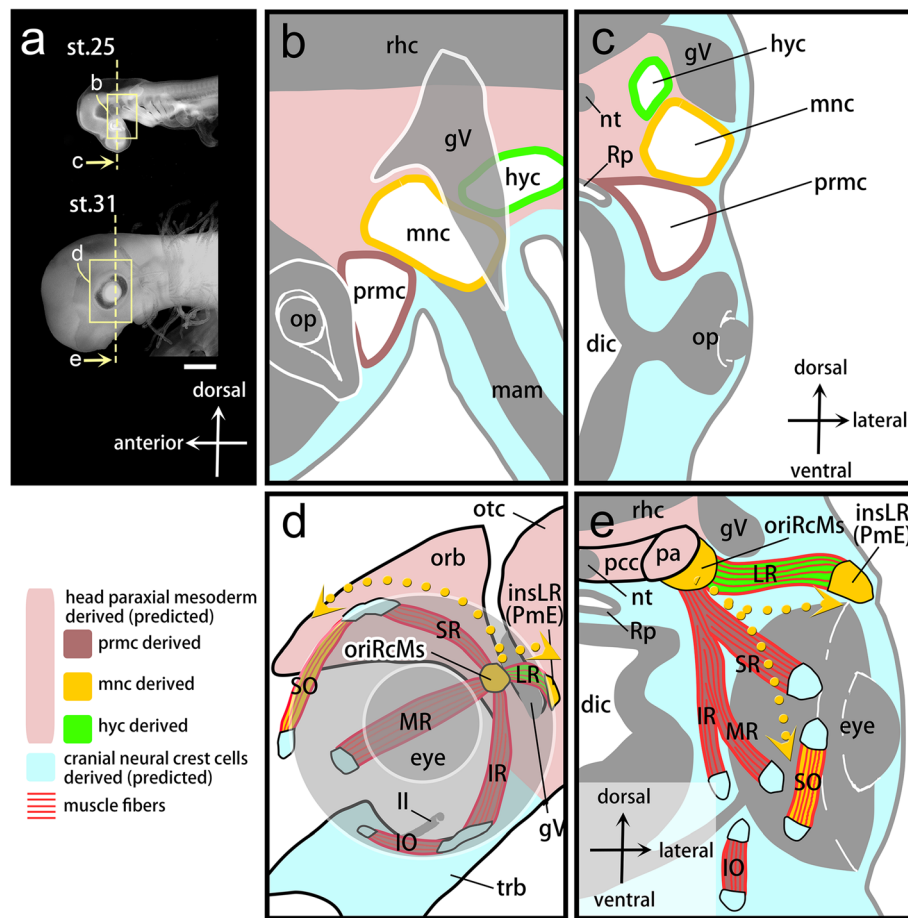 a
st.25
b
c
st.31
d
e
dorsal
anterior
b
rhc
gV
hyc
mnc
prmc
op
mam
c
gV
hyc
nt
mnc
Rp
prmc
dic
op
dorsal
lateral
ventral
head paraxial mesoderm
derived (predicted)
prmc derived
mnc derived
hyc derived
cranial neural crest cells
derived (predicted)
muscle fibers
d
otc
orb
insLR
(PmE)
SR
oriRcMs
LR
SO
MR
eye
IR
II
IO
gV
trb
e
rhc
gV
insLR
(PmE)
oriRcMs
pcc
pa
LR
nt
Rp
SR
dic
IR
MR
eye
SO
dorsal
lateral
ventral
IO